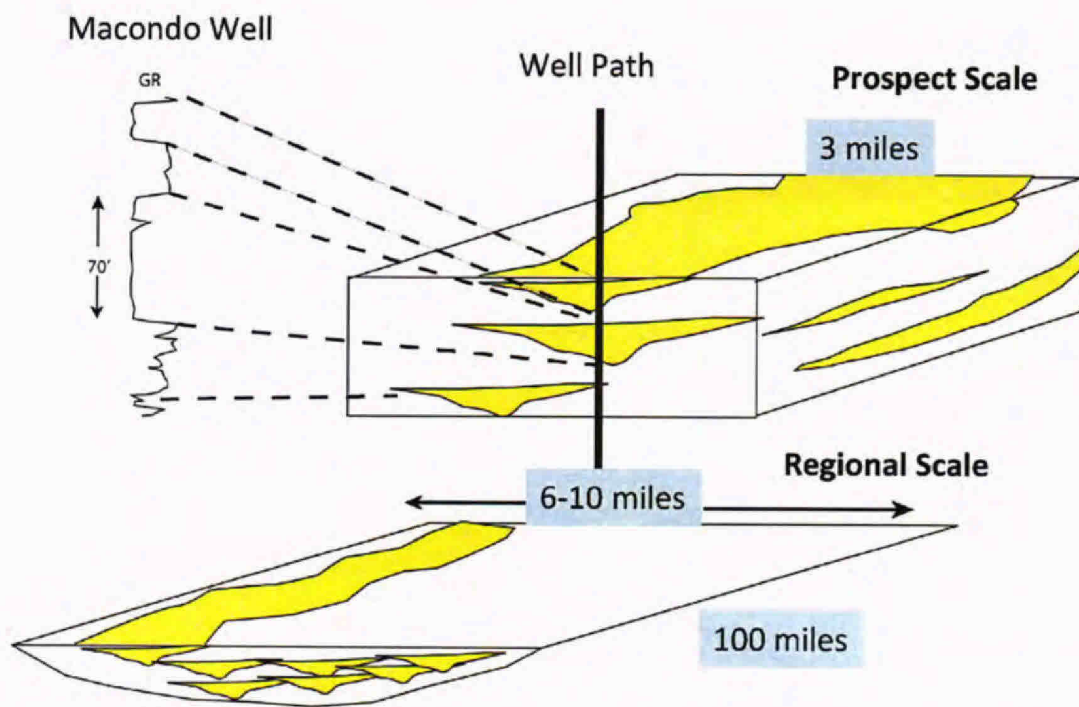 Macondo Well
GR
70'
Well Path
Prospect Scale
3 miles
Regional Scale
6-10 miles
100 miles